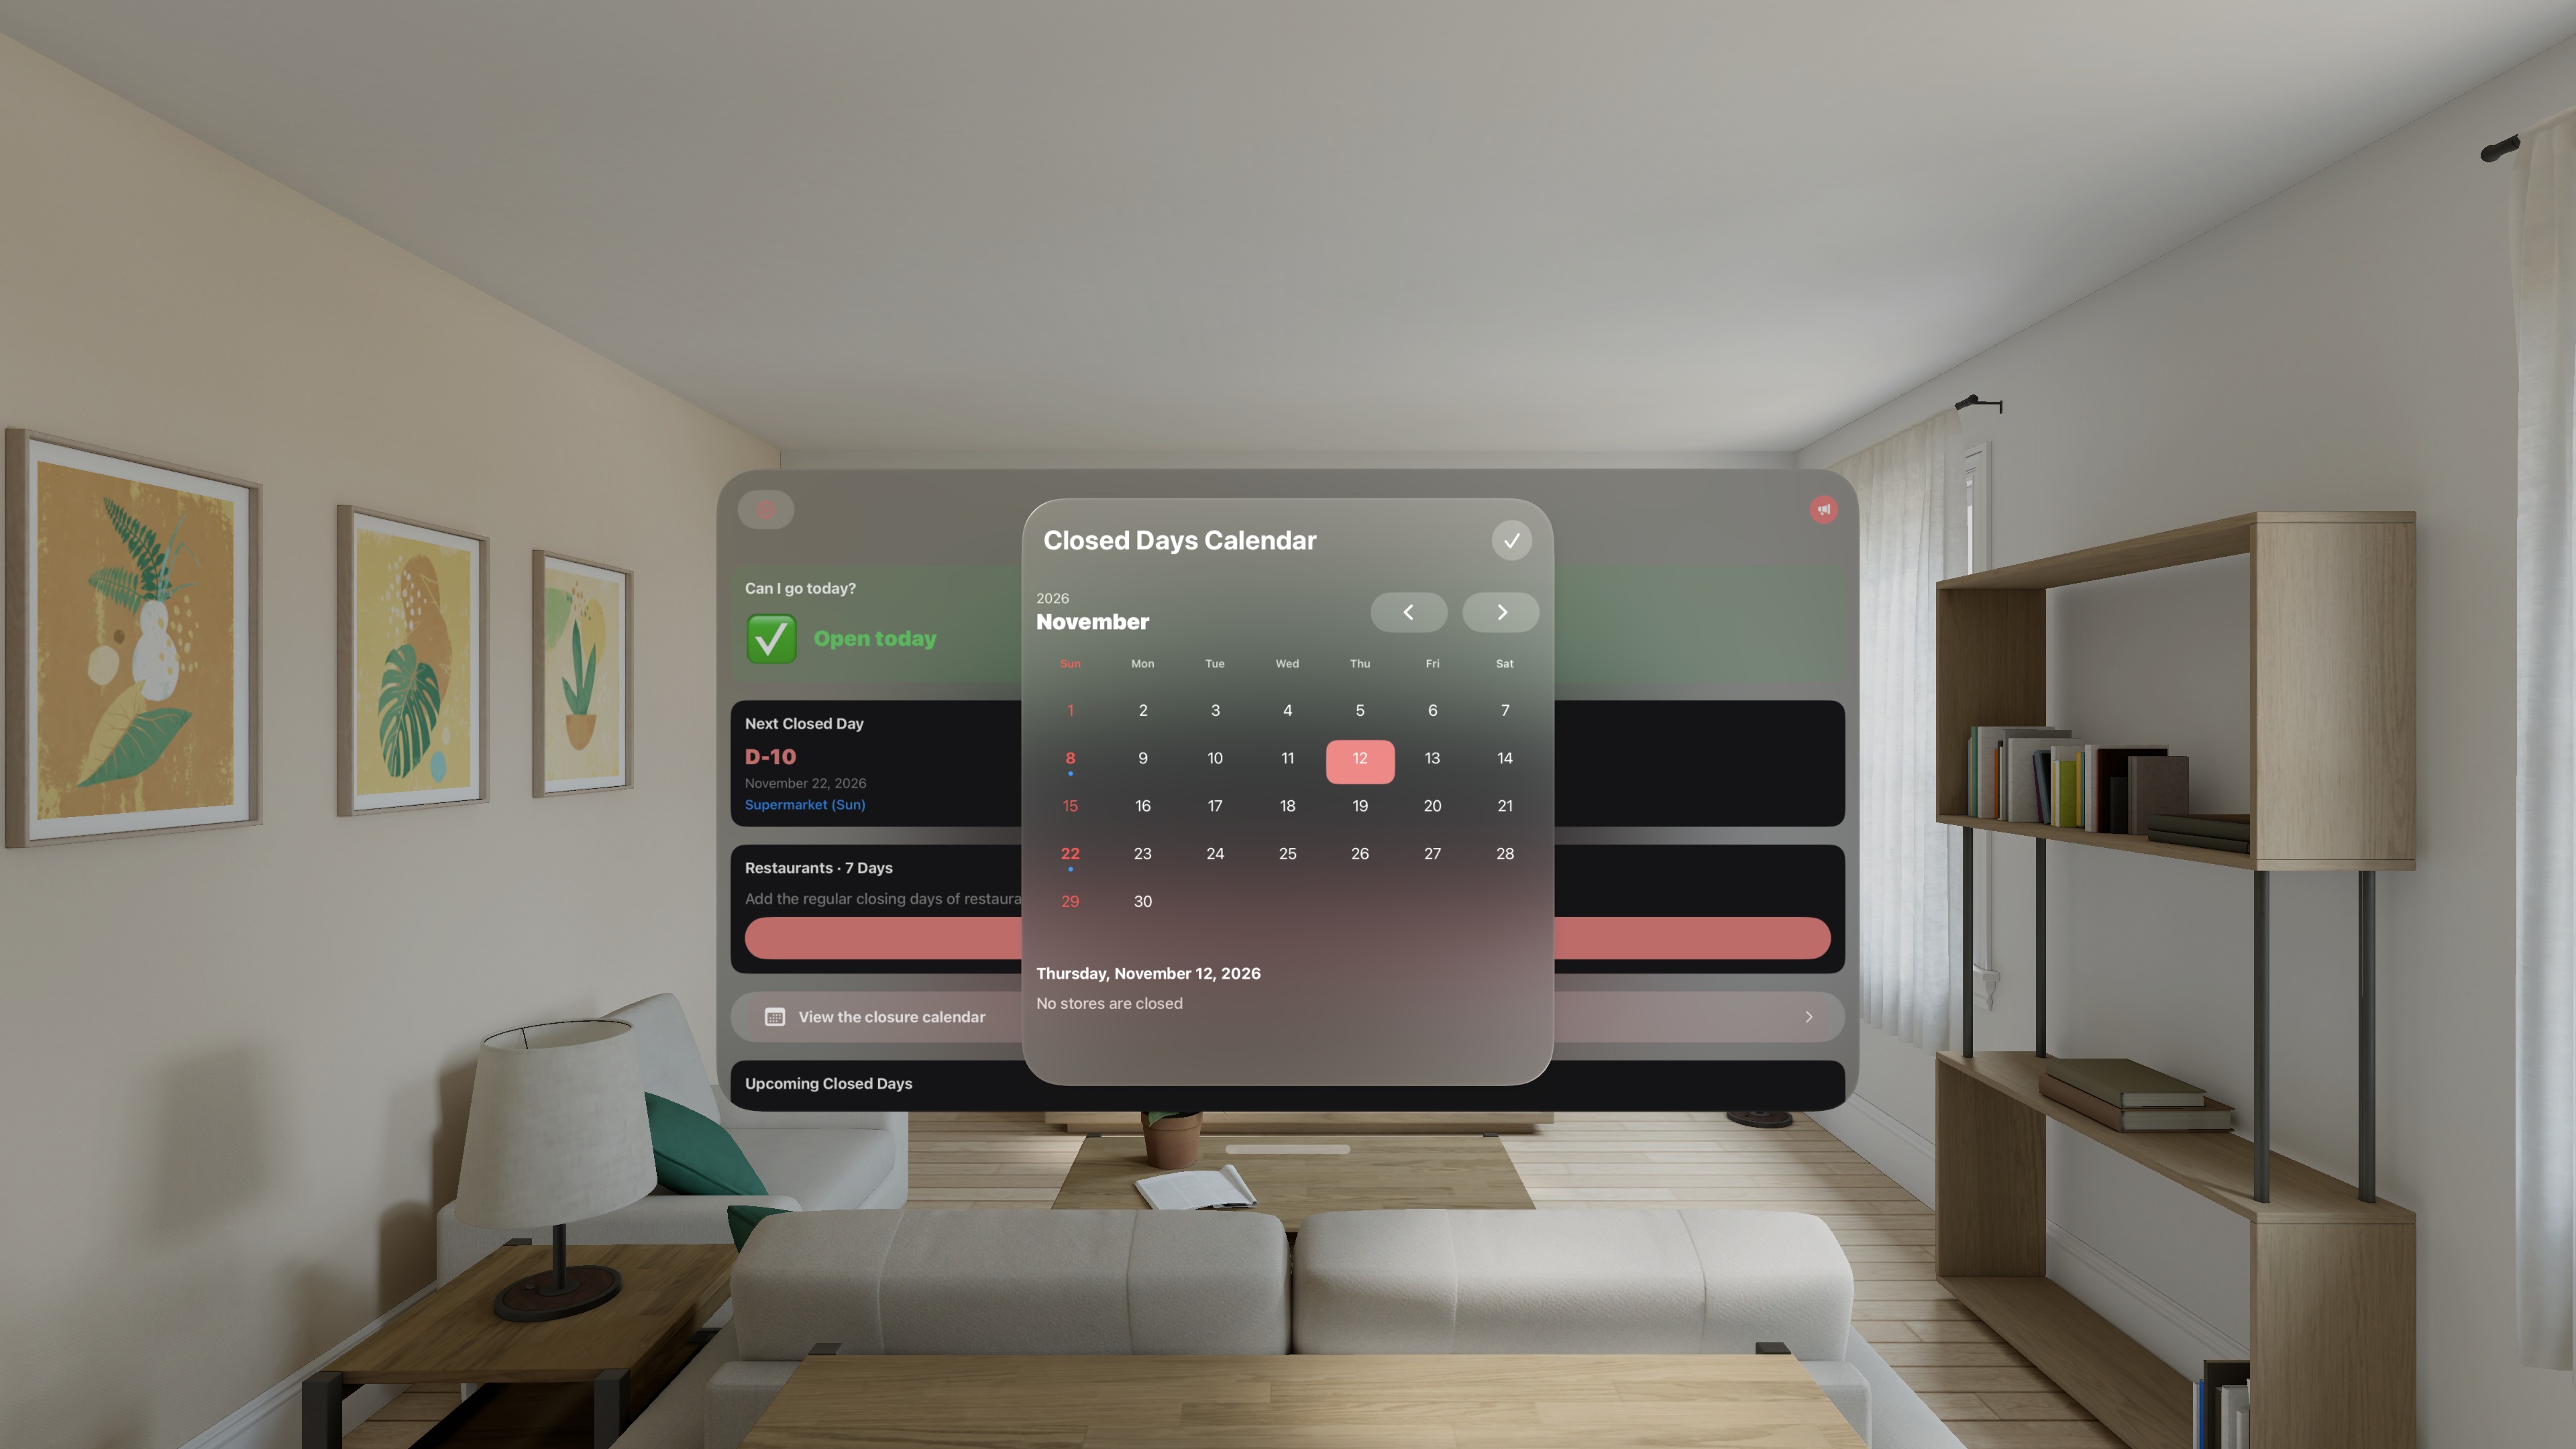 Closed Days Calendar
2026
November
Sun Mon Tue Wed Thu Fri Sat
1 2 3 4 5 6 7
8 9 10 11 12 13 14
15 16 17 18 19 20 21
22 23 24 25 26 27 28
29 30
Thursday, November 12, 2026
No stores are closed
Can I go today?
Open today
Next Closed Day
D-10
November 22, 2026
Supermarket (Sun)
Restaurants · 7 Days
Add the regular closing days of
View the closure calendar
Upcoming Closed Days